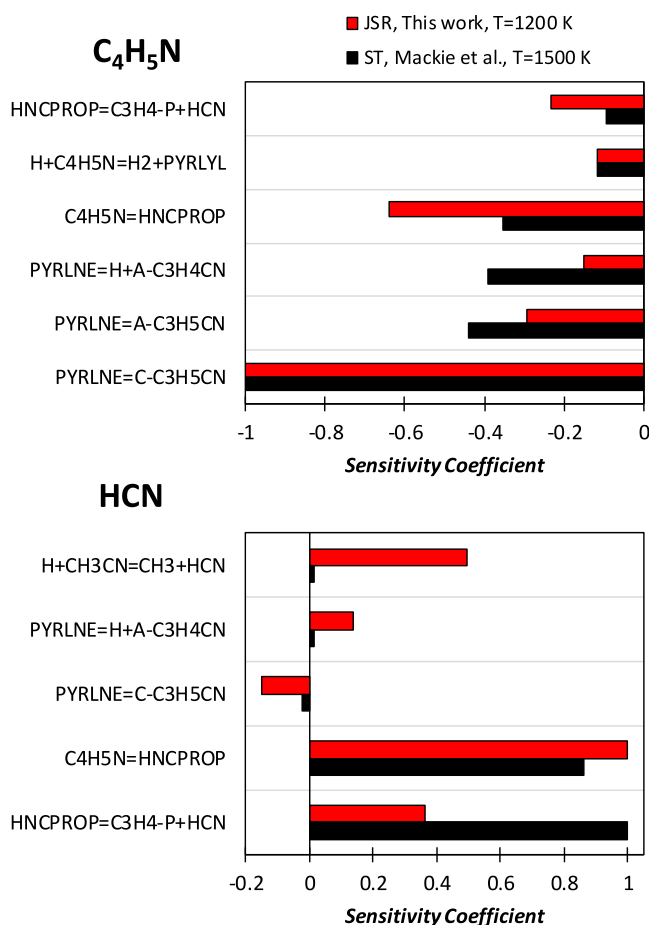 C4H5N
JSR, This work, T=1200 K
ST, Mackie et al., T=1500 K
HNCPROP=C3H4-P+HCN
H+C4H5N=H2+PYRLYL
C4H5N=HNCPROP
PYRLNE=H+A-C3H4CN
PYRLNE=A-C3H5CN
PYRLNE=C-C3H5CN
-1 -0.8 -0.6 -0.4 -0.2 0
Sensitivity Coefficient
HCN
H+CH3CN=CH3+HCN
PYRLNE=H+A-C3H4CN
PYRLNE=C-C3H5CN
C4H5N=HNCPROP
HNCPROP=C3H4-P+HCN
-0.2 0 0.2 0.4 0.6 0.8 1
Sensitivity Coefficient